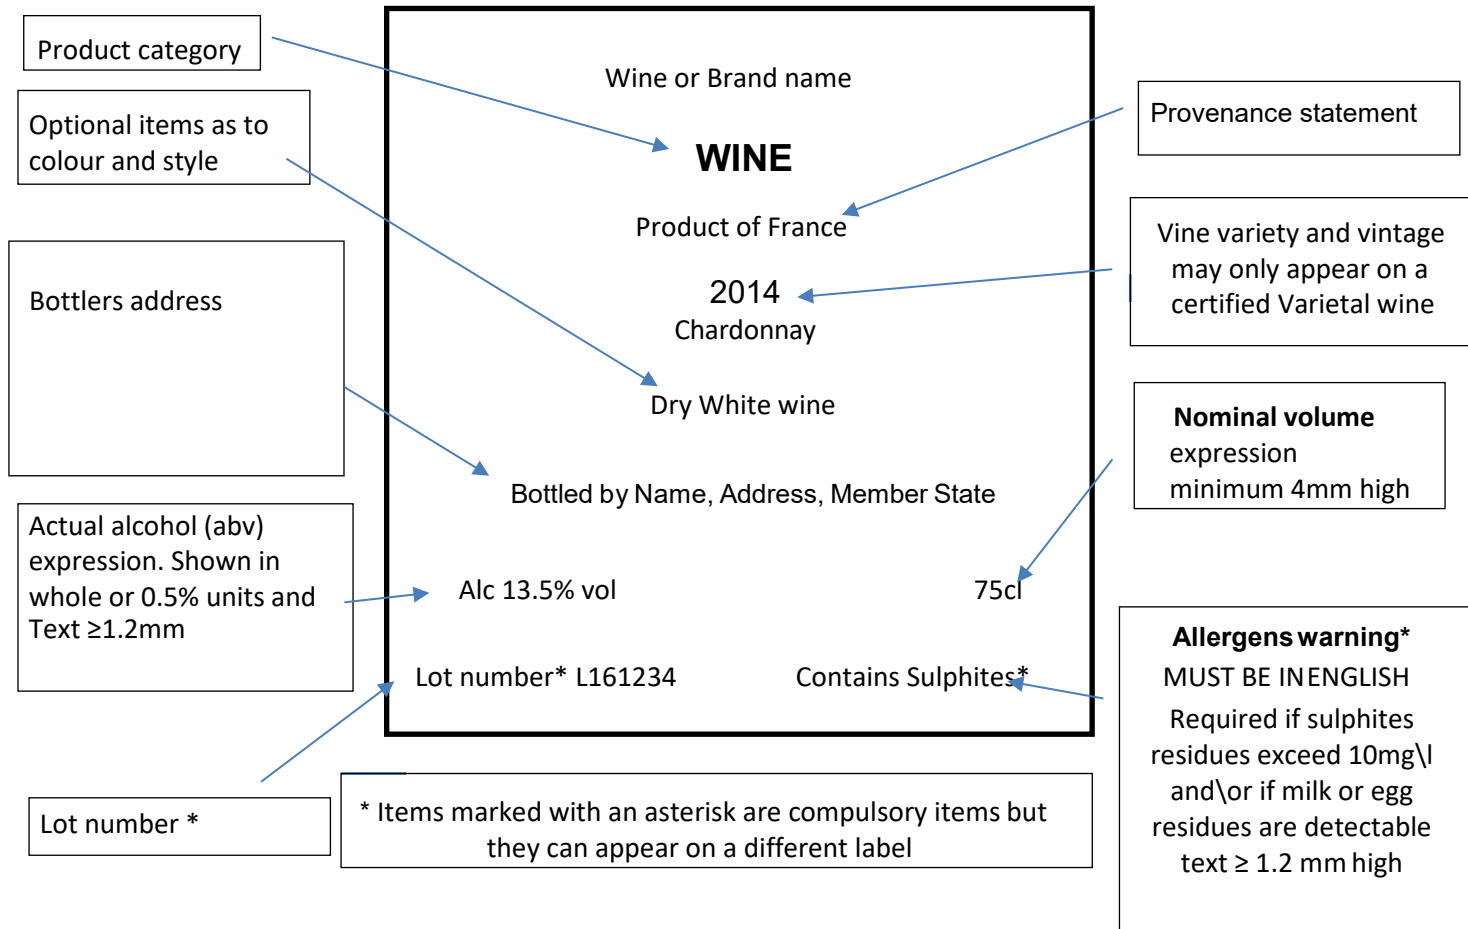 Product category
Optional items as to
colour and style
Bottlers address
Actual alcohol (abv)
expression. Shown in
whole or 0.5% units and
Text ≥1.2mm
Lot number *
Wine or Brand name
WINE
Product of France
2014
Chardonnay
Dry White wine
Bottled by Name, Address, Member State
Alc 13.5% vol
75cl
Lot number* L161234
Contains Sulphites*
* Items marked with an asterisk are compulsory items but
they can appear on a different label
Provenance statement
Vine variety and vintage
may only appear on a
certified Varietal wine
Nominal volume
expression
minimum 4mm high
Allergens warning*
MUST BE IN ENGLISH
Required if sulphites
residues exceed 10mg\l
and\or if milk or egg
residues are detectable
text ≥ 1.2 mm high